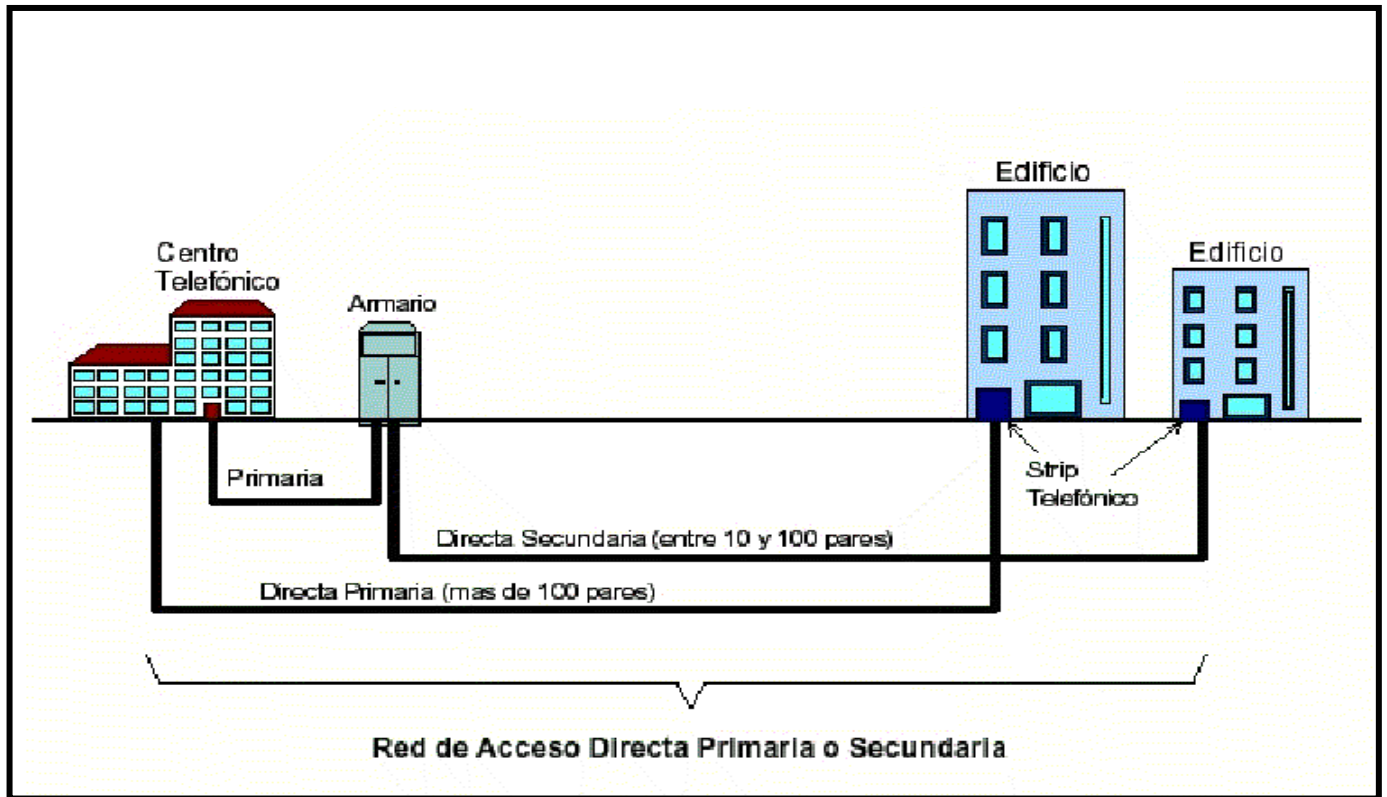 Edificio
Edificio
Centro
Telefónico
Armario
Primaria
Strip
Telefónico
Directa Secundaria (entre 10 y 100 pares)
Directa Primaria (mas de 100 pares)
Red de Acceso Directa Primaria o Secundaria